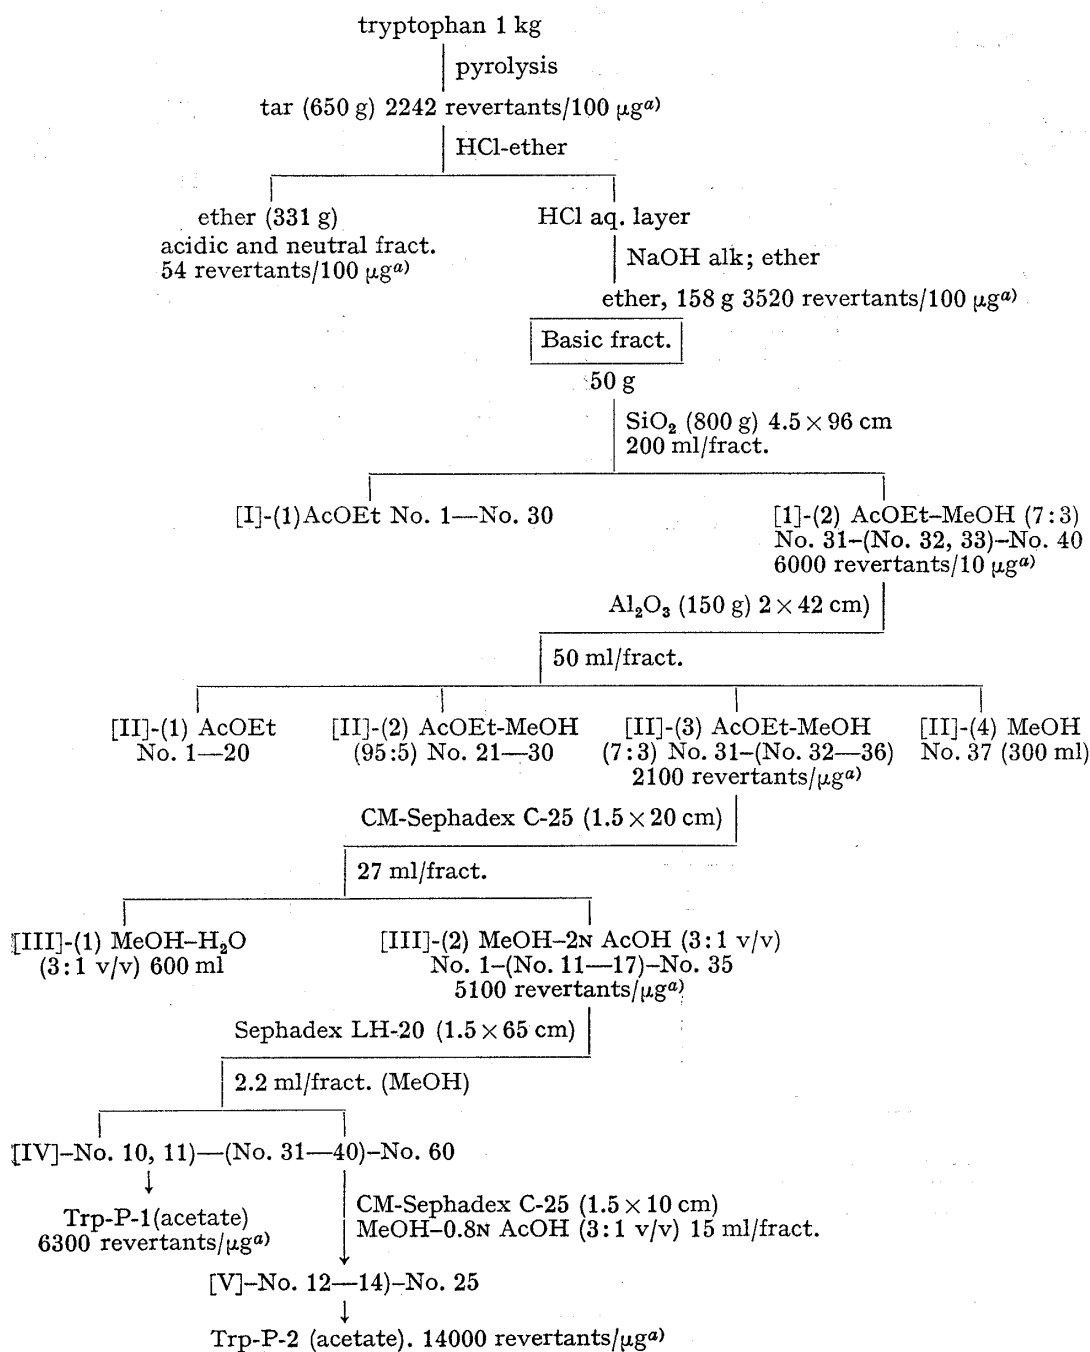 tryptophan 1 kg
pyrolysis
tar (650 g) 2242 revertants/100 μgᵃ⁾
HCl-ether
ether (331 g)
acidic and neutral fract.
54 revertants/100 μgᵃ⁾
HCl aq. layer
NaOH alk; ether
ether, 158 g 3520 revertants/100 μgᵃ⁾
Basic fract.
50 g
SiO₂ (800 g) 4.5×96 cm
200 ml/fract.
[I]-(1)AcOEt No. 1—No. 30
[1]-(2) AcOEt–MeOH (7:3)
No. 31–(No. 32, 33)–No. 40
6000 revertants/10 μgᵃ⁾
Al₂O₃ (150 g) 2×42 cm)
50 ml/fract.
[II]-(1) AcOEt
No. 1—20
[II]-(2) AcOEt-MeOH
(95:5) No. 21—30
[II]-(3) AcOEt-MeOH
(7:3) No. 31–(No. 32—36)
2100 revertants/μgᵃ⁾
[II]-(4) MeOH
No. 37 (300 ml)
CM-Sephadex C-25 (1.5×20 cm)
27 ml/fract.
[III]-(1) MeOH–H₂O
(3:1 v/v) 600 ml
[III]-(2) MeOH–2N AcOH (3:1 v/v)
No. 1–(No. 11—17)–No. 35
5100 revertants/μgᵃ⁾
Sephadex LH-20 (1.5×65 cm)
2.2 ml/fract. (MeOH)
[IV]–No. 10, 11)—(No. 31—40)–No. 60
Trp-P-1(acetate)
6300 revertants/μgᵃ⁾
CM-Sephadex C-25 (1.5×10 cm)
MeOH–0.8N AcOH (3:1 v/v) 15 ml/fract.
[V]–No. 12—14)–No. 25
Trp-P-2 (acetate). 14000 revertants/μgᵃ⁾